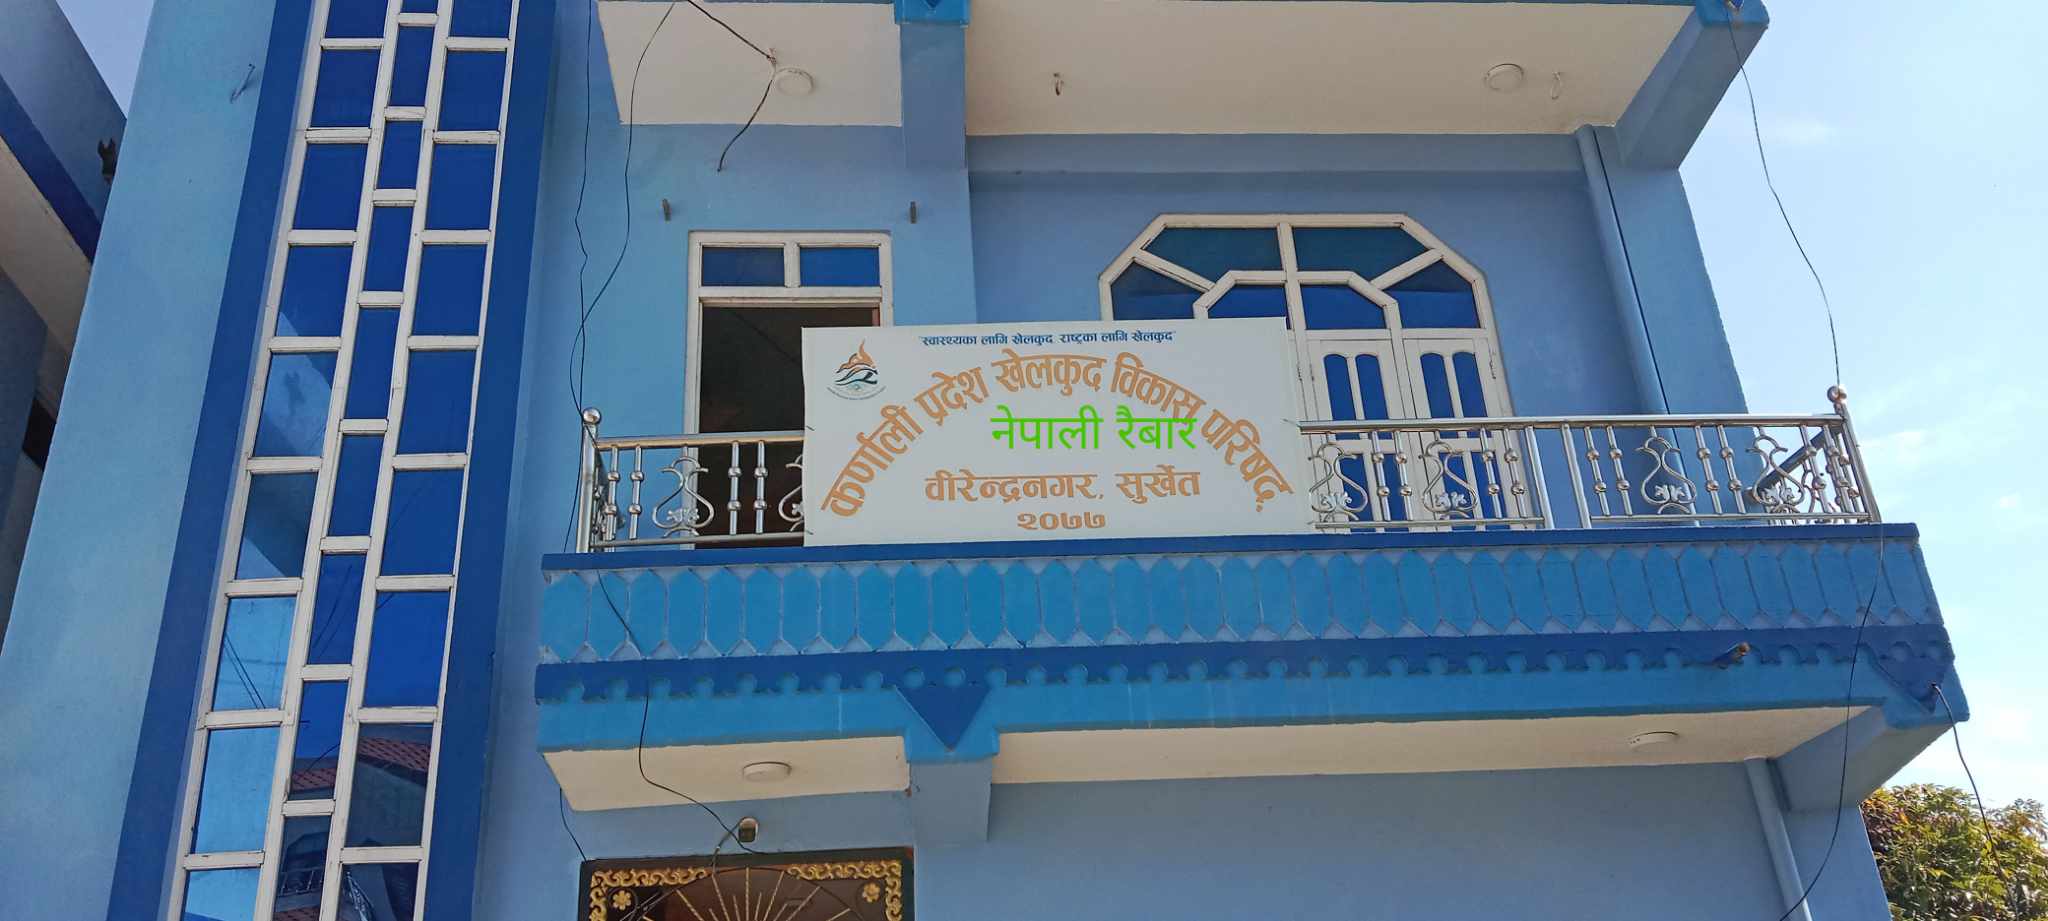 "स्वास्थ्यका लागि खेलकुद राष्ट्रका लागि खेलकुद"
कर्णाली प्रदेश खेलकुद विकास परिषद.
नेपाली रैबार
वीरेन्द्रनगर, सुर्खेत
२०७७